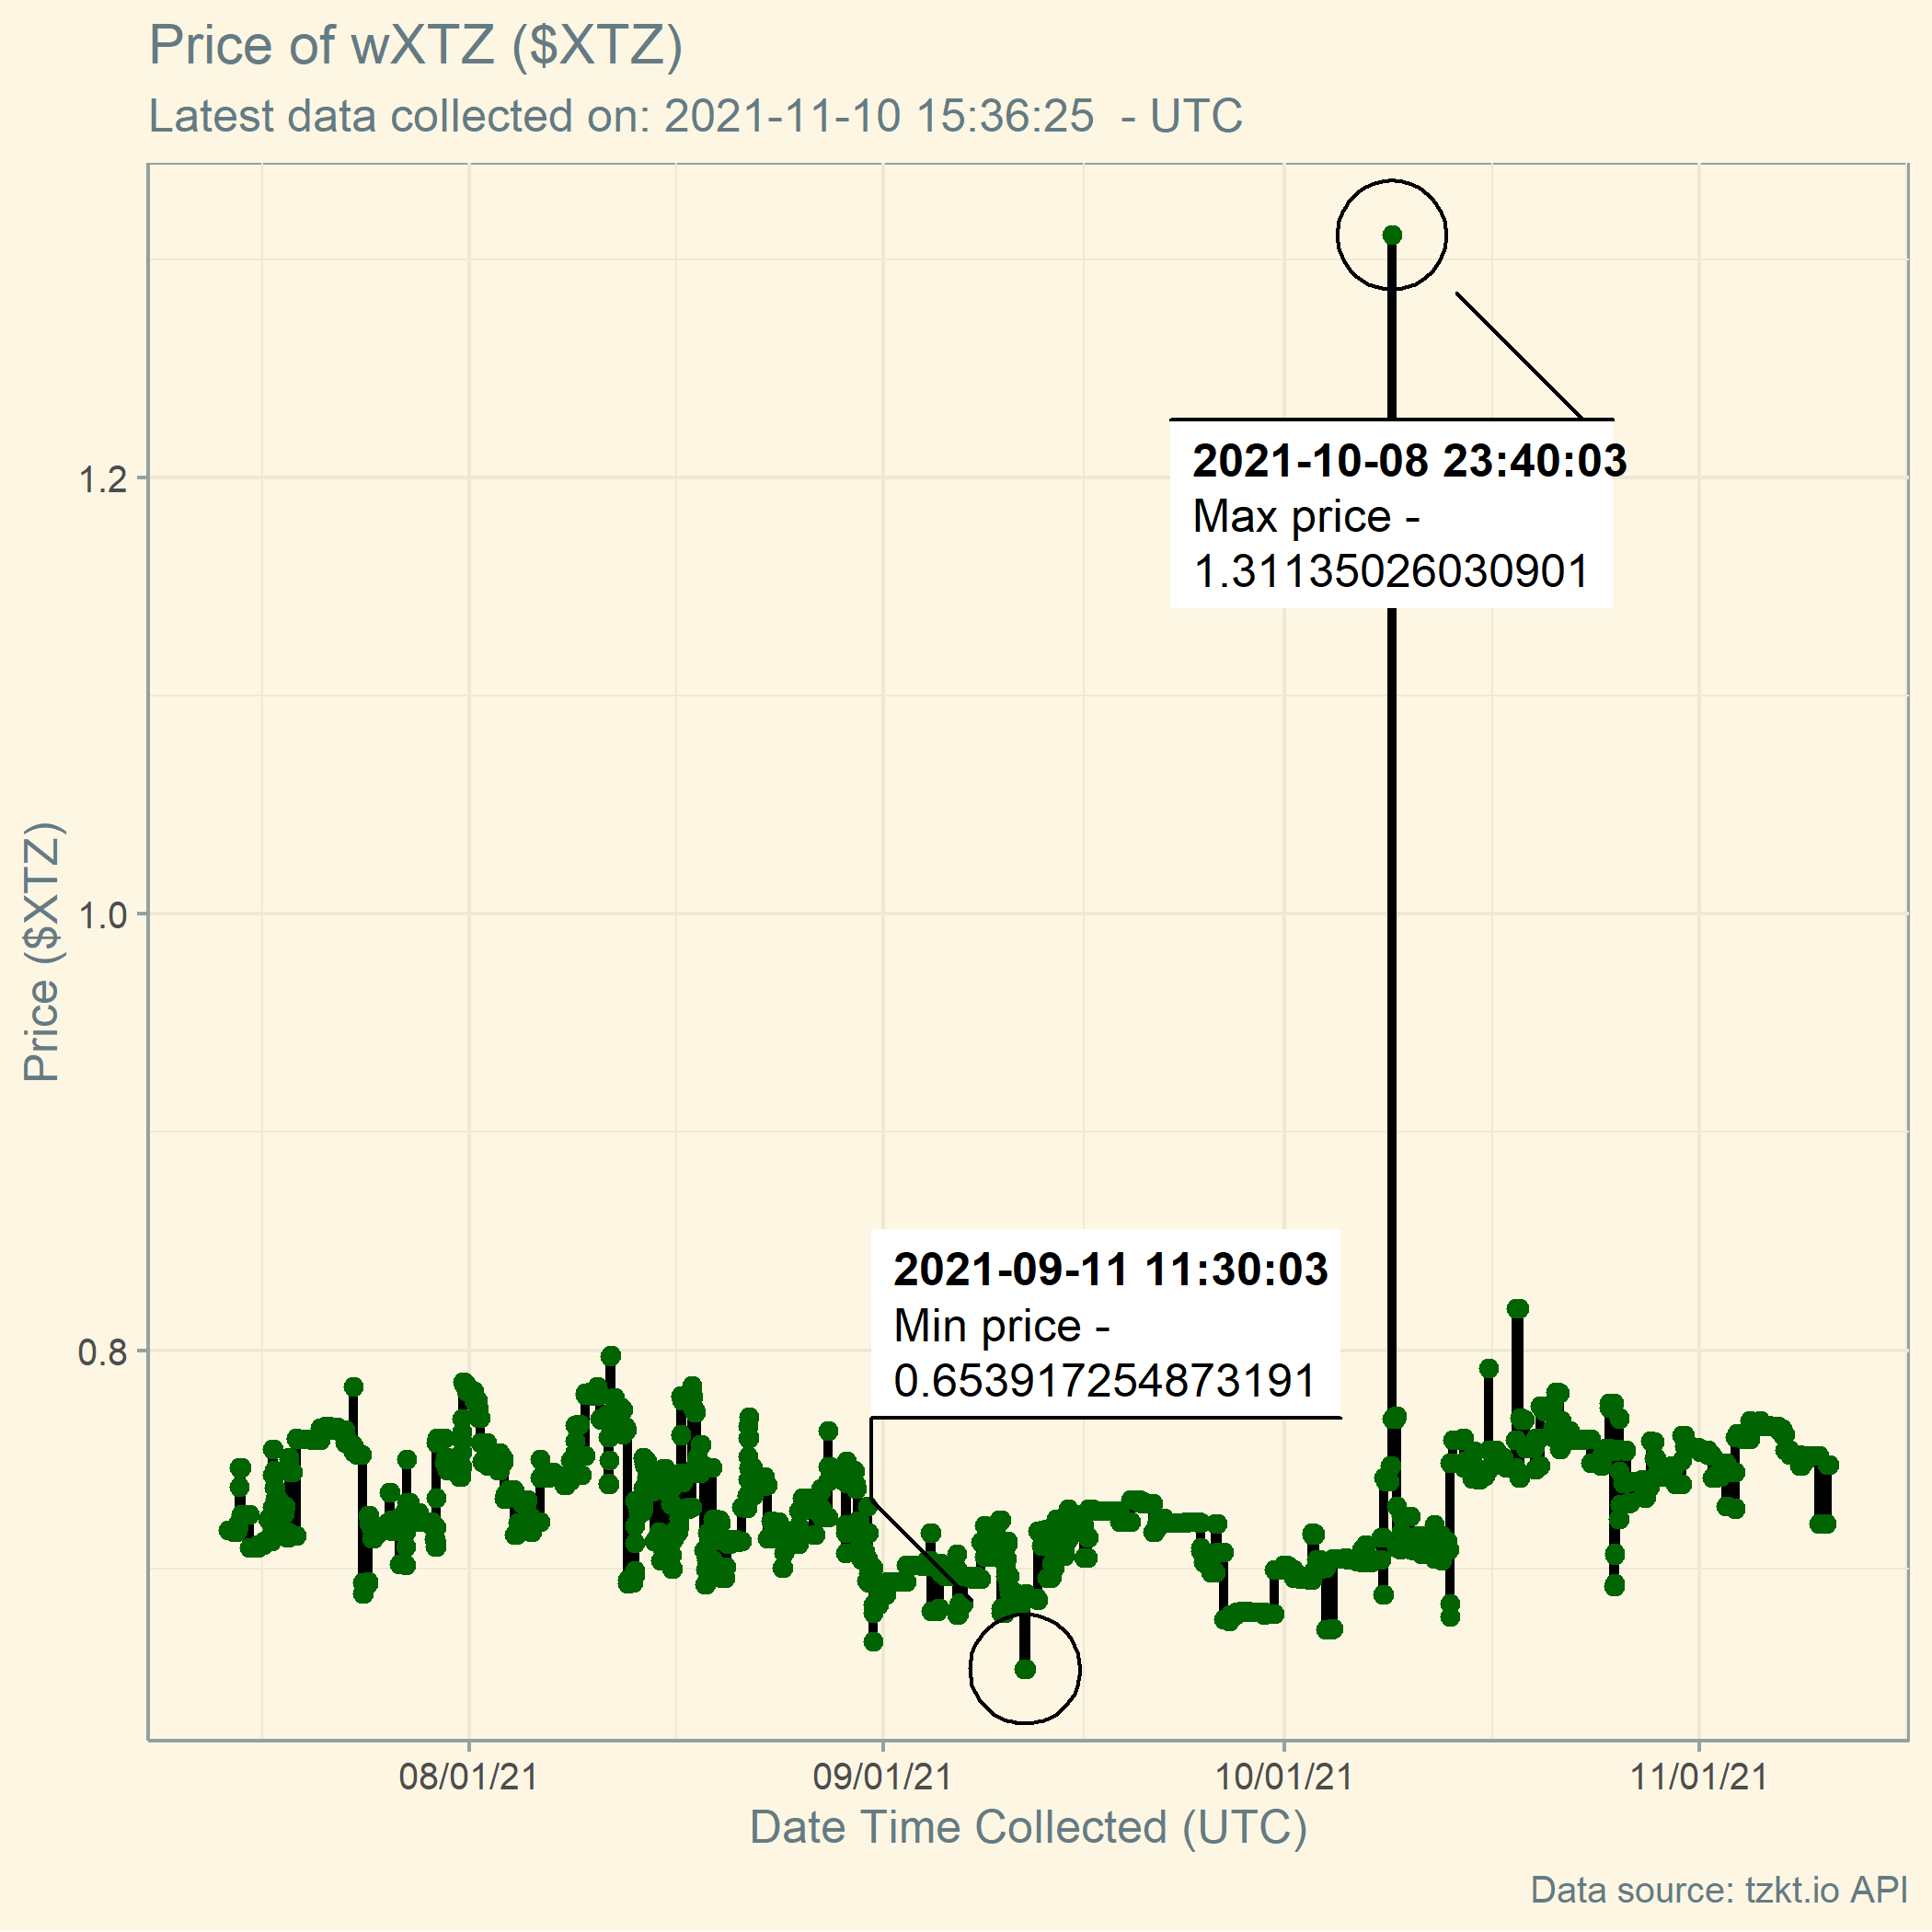 Price of wXTZ ($XTZ)
Latest data collected on: 2021-11-10 15:36:25  - UTC
2021-10-08 23:40:03
Max price -
1.31135026030901
2021-09-11 11:30:03
Min price -
0.653917254873191
Price ($XTZ)
1.2
1.0
0.8
08/01/21
09/01/21
10/01/21
11/01/21
Date Time Collected (UTC)
Data source: tzkt.io API